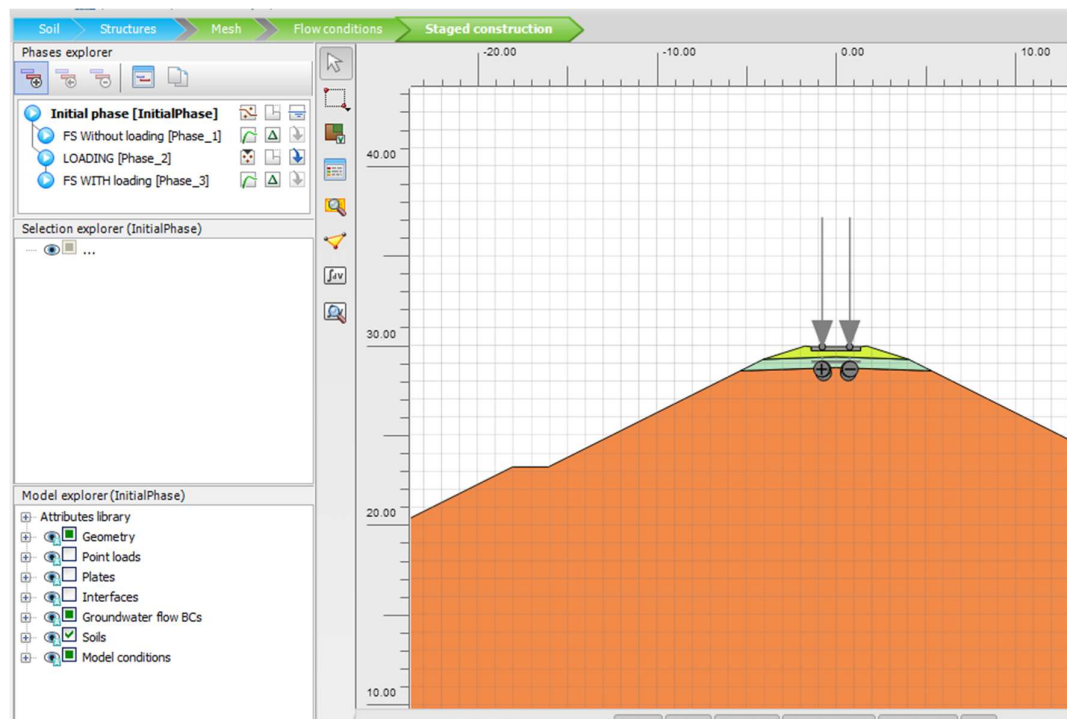 Soil Structures Mesh Flow conditions Staged construction
Phases explorer
Initial phase [InitialPhase]
FS Without loading [Phase_1]
LOADING [Phase_2]
FS WITH loading [Phase_3]
Selection explorer (InitialPhase)
...
Model explorer (InitialPhase)
Attributes library
Geometry
Point loads
Plates
Interfaces
Groundwater flow BCs
Soils
Model conditions
∫dV
-20.00 -10.00 0.00 10.00
40.00
30.00
20.00
10.00